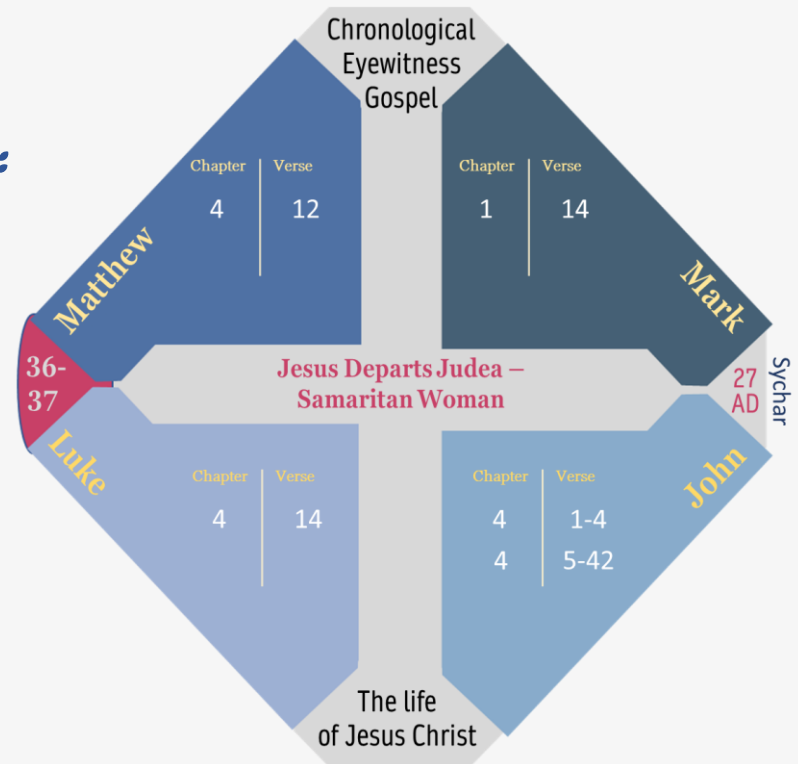 Chronological
Eyewitness
Gospel
Chapter Verse
4 12
Matthew
Chapter Verse
1 14
Mark
36-
37
Jesus Departs Judea –
Samaritan Woman
27
AD
Sychar
Luke
Chapter Verse
4 14
John
Chapter Verse
4 1-4
4 5-42
The life
of Jesus Christ